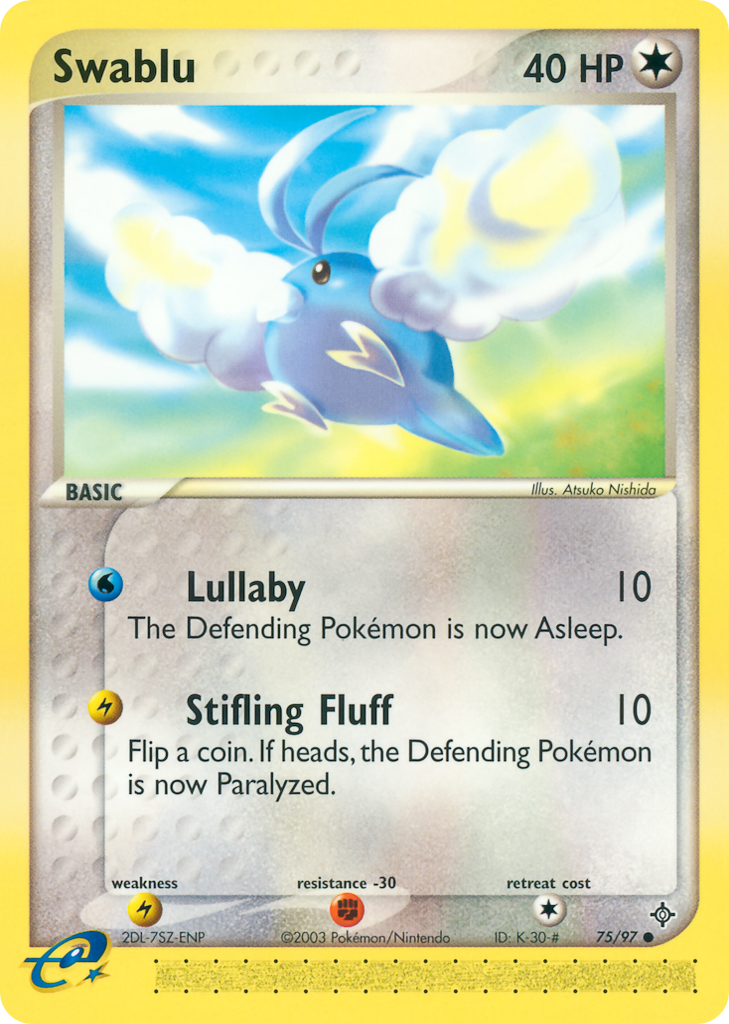 Swablu 40 HP
BASIC
Illus. Atsuko Nishida
Lullaby 10
The Defending Pokémon is now Asleep.
Stifling Fluff 10
Flip a coin. If heads, the Defending Pokémon
is now Paralyzed.
weakness resistance -30 retreat cost
2DL-7SZ-ENP ©2003 Pokémon/Nintendo ID: K-30-# 75/97
e